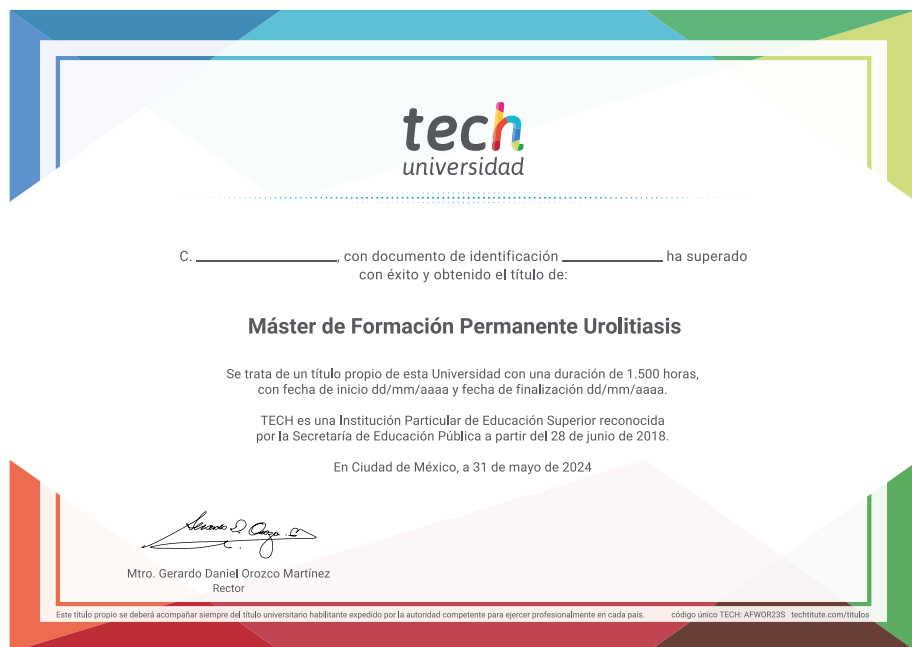 tech
universidad
C. ____________, con documento de identificación ____________ ha superado
con éxito y obtenido el título de:
Máster de Formación Permanente Urolitiasis
Se trata de un título propio de esta Universidad con una duración de 1.500 horas,
con fecha de inicio dd/mm/aaaa y fecha de finalización dd/mm/aaaa.
TECH es una Institución Particular de Educación Superior reconocida
por la Secretaría de Educación Pública a partir del 28 de junio de 2018.
En Ciudad de México, a 31 de mayo de 2024
Mtro. Gerardo Daniel Orozco Martínez
Rector
Este título propio se deberá acompañar siempre del título universitario habilitante expedido por la autoridad competente para ejercer profesionalmente en cada país. código único TECH: AFWOR23S techtitute.com/titulos